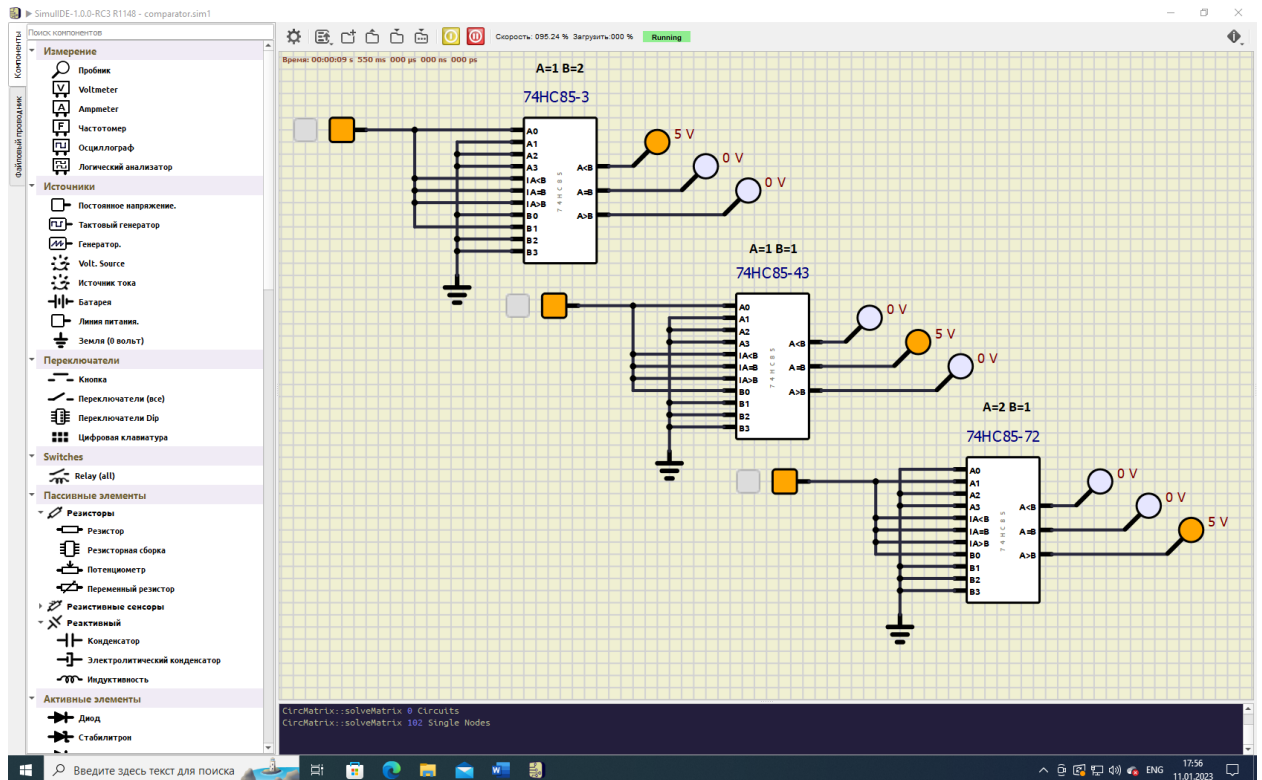 SimulIDE-1.0.0-RC3 R1148 - comparator.sim1
Компоненты
Файловый проводник
Поиск компонентов
Измерение
Пробник
V Voltmeter
A Ampmeter
F Частотомер
Осциллограф
Логический анализатор
Источники
Постоянное напряжение.
Тактовый генератор
Генератор.
Volt. Source
Источник тока
Батарея
Линия питания.
Земля (0 вольт)
Переключатели
Кнопка
Переключатели (все)
Переключатели Dip
Цифровая клавиатура
Switches
Relay (all)
Пассивные элементы
Резисторы
Резистор
Резисторная сборка
Потенциометр
Переменный резистор
Резистивные сенсоры
Реактивный
Конденсатор
Электролитический конденсатор
Индуктивность
Активные элементы
Диод
Стабилитрон
Скорость: 095.24 % Загрузить:000 % Running
Время: 00:00:09 s 550 ms 000 µs 000 ns 000 ps
A=1 B=2
74HC85-3
A0
A1
A2
A3
IA<B
IA=B
IA>B
B0
B1
B2
B3
74HC85
A<B
A=B
A>B
5 V
0 V
0 V
A=1 B=1
74HC85-43
A0
A1
A2
A3
IA<B
IA=B
IA>B
B0
B1
B2
B3
74HC85
A<B
A=B
A>B
0 V
5 V
0 V
A=2 B=1
74HC85-72
A0
A1
A2
A3
IA<B
IA=B
IA>B
B0
B1
B2
B3
74HC85
A<B
A=B
A>B
0 V
0 V
5 V
CircMatrix::solveMatrix 0 Circuits
CircMatrix::solveMatrix 102 Single Nodes
Введите здесь текст для поиска
ENG
17:56
11.01.2023